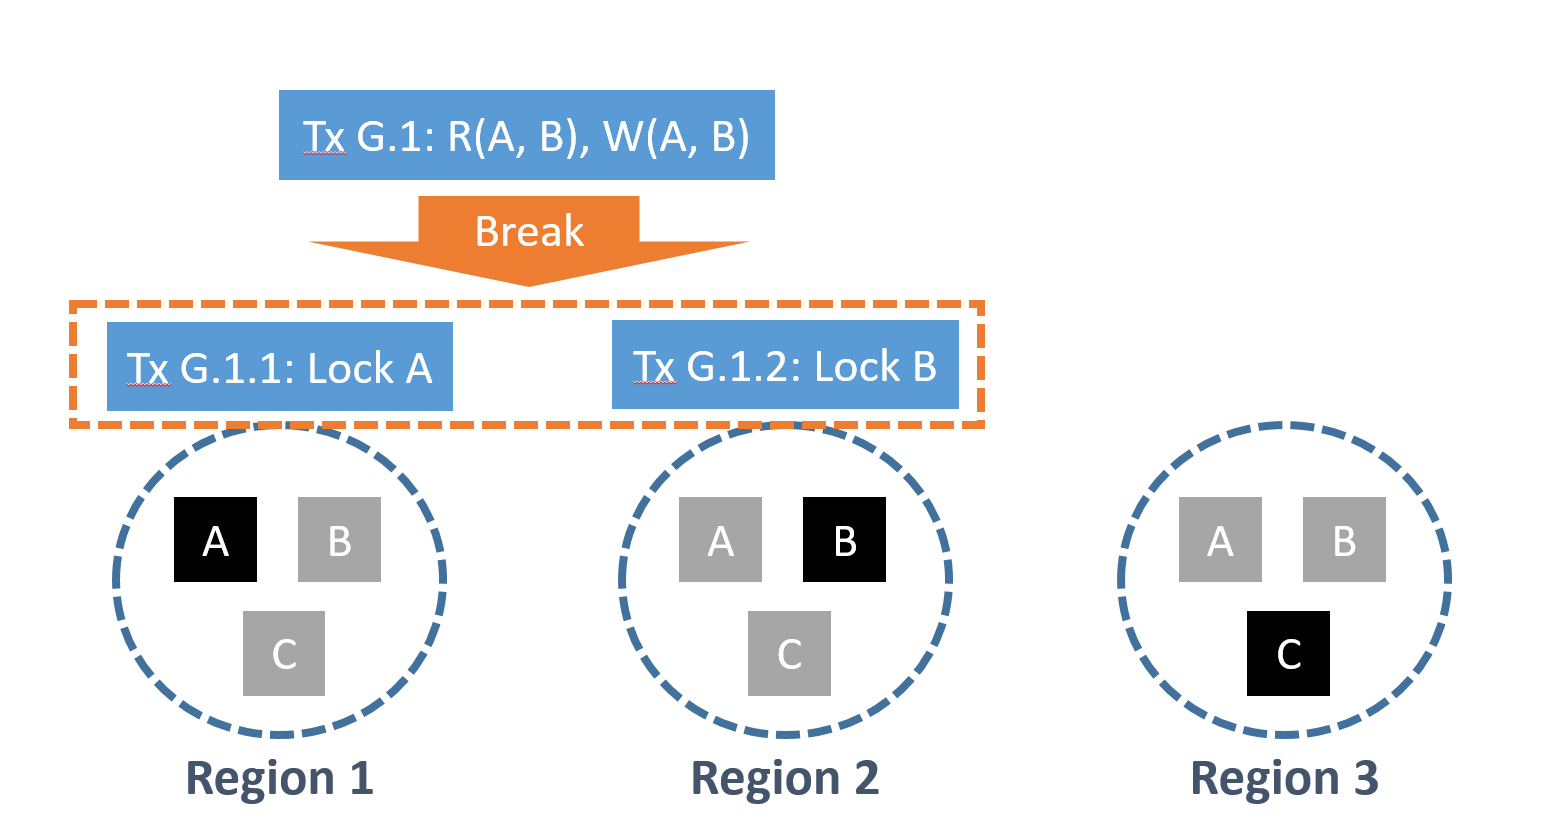 Tx G.1: R(A, B), W(A, B)
Break
Tx G.1.1: Lock A
Tx G.1.2: Lock B
A
B
C
A
B
C
A
B
C
Region 1
Region 2
Region 3